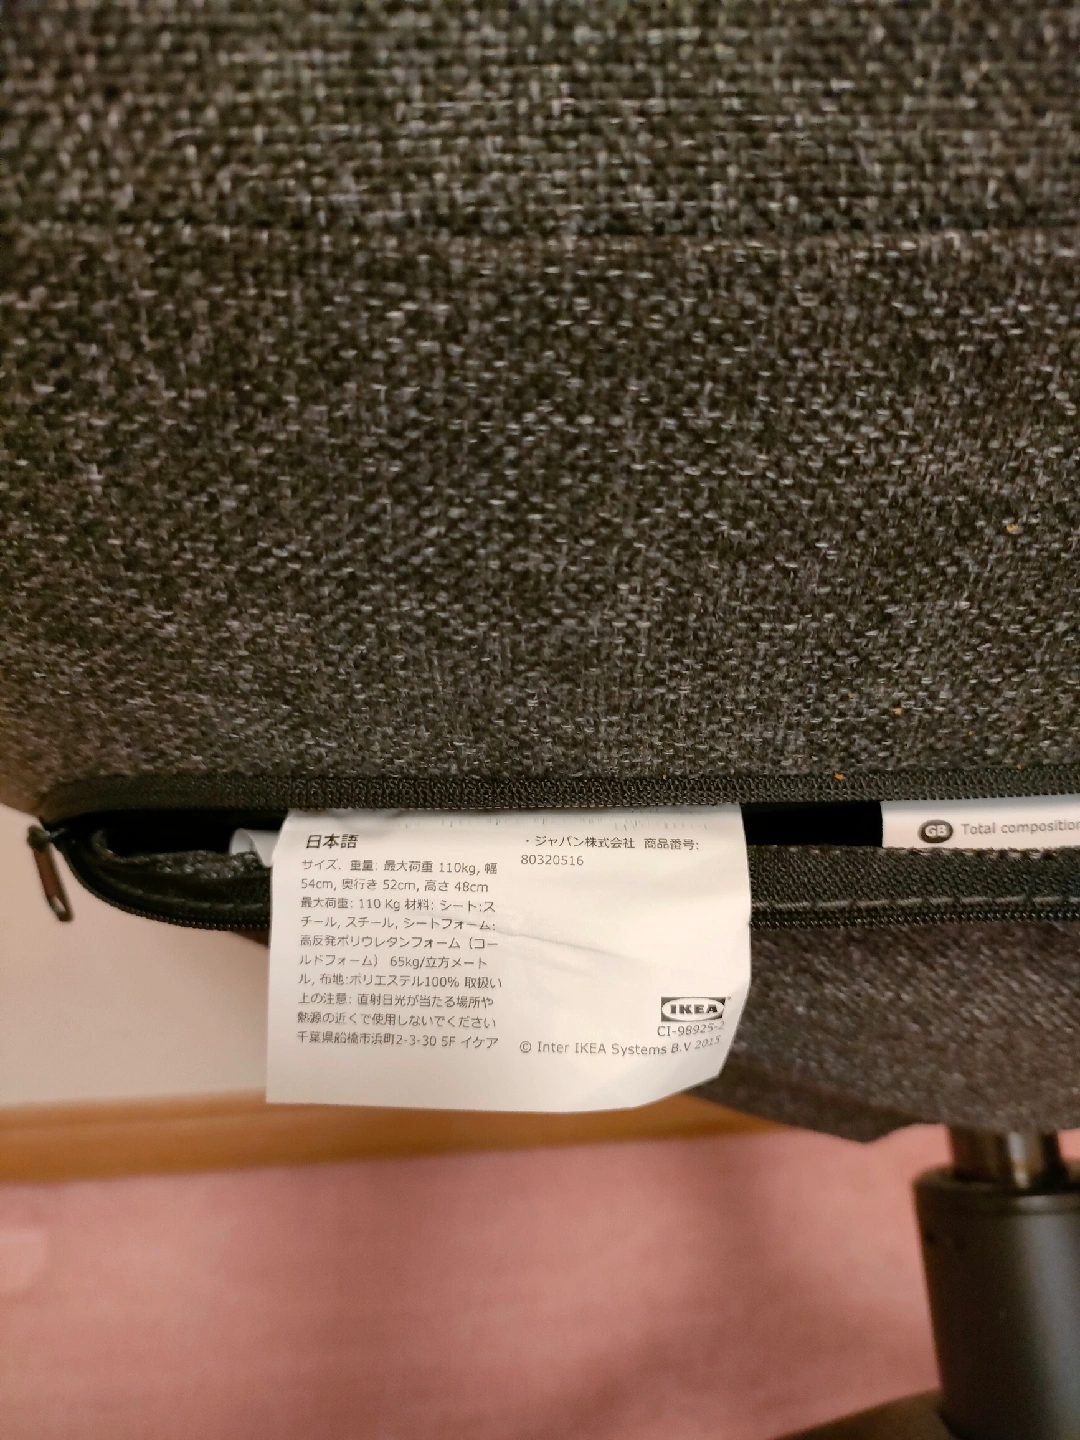 日本語
サイズ、重量: 最大荷重 110kg, 幅
54cm, 奥行き 52cm, 高さ 48cm
最大荷重: 110 Kg 材料: シート:ス
チール, スチール, シートフォーム:
高反発ポリウレタンフォーム（コー
ルドフォーム） 65kg/立方メート
ル, 布地:ポリエステル100% 取扱い
上の注意: 直射日光が当たる場所や
熱源の近くで使用しないでください
千葉県船橋市浜町2-3-30 5F イケア
・ジャパン株式会社 商品番号:
80320516
IKEA
CI-98925-2
© Inter IKEA Systems B.V 2015
GB Total composition